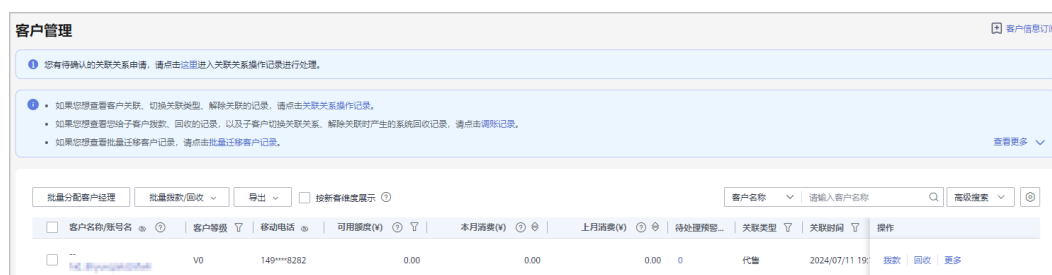 客户管理
客户信息订阅
您有待确认的关联关系申请，请点击这里进入关联关系操作记录进行处理。
• 如果您想查看客户关联、切换关联类型、解除关联的记录，请点击关联关系操作记录。
• 如果您想查看您给子客户拨款、回收的记录，以及子客户切换关联关系、解除关联时产生的系统回收记录，请点击调账记录。
• 如果您想查看批量迁移客户记录，请点击批量迁移客户记录。
查看更多
批量分配客户经理 批量拨款/回收 导出 按新客维度展示 客户名称 请输入客户名称 高级搜索
客户名称/账号名 客户等级 移动电话 可用额度(¥) 本月消费(¥) 上月消费(¥) 待处理预警... 关联类型 关联时间 操作
--
V0 149****8282 0.00 0.00 0.00 0 代售 2024/07/11 19: 拨款 回收 更多